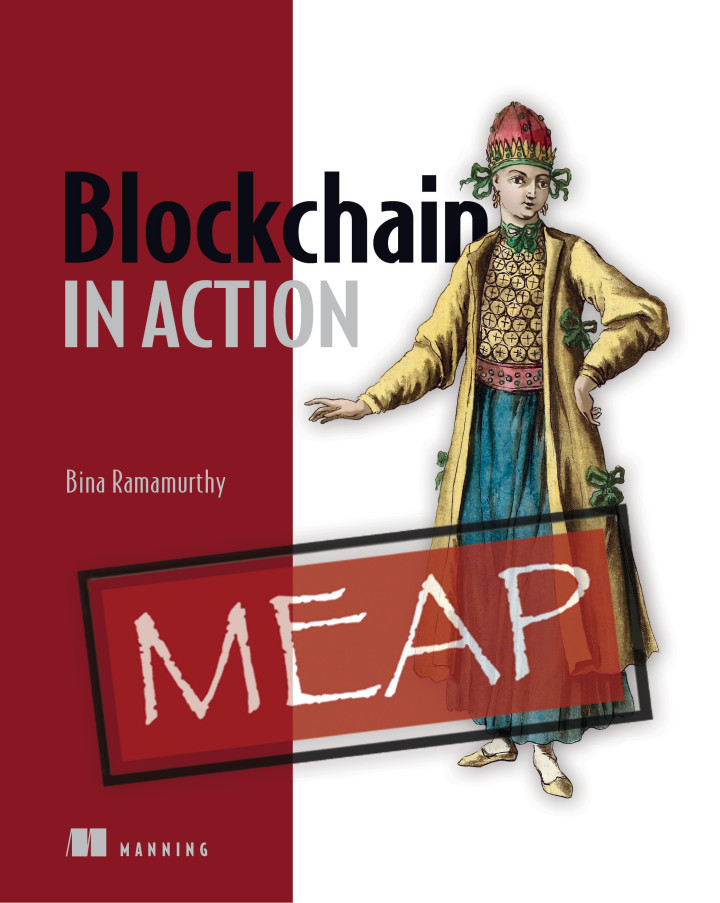 Blockchain
IN ACTION
Bina Ramamurthy
MEAP
MANNING